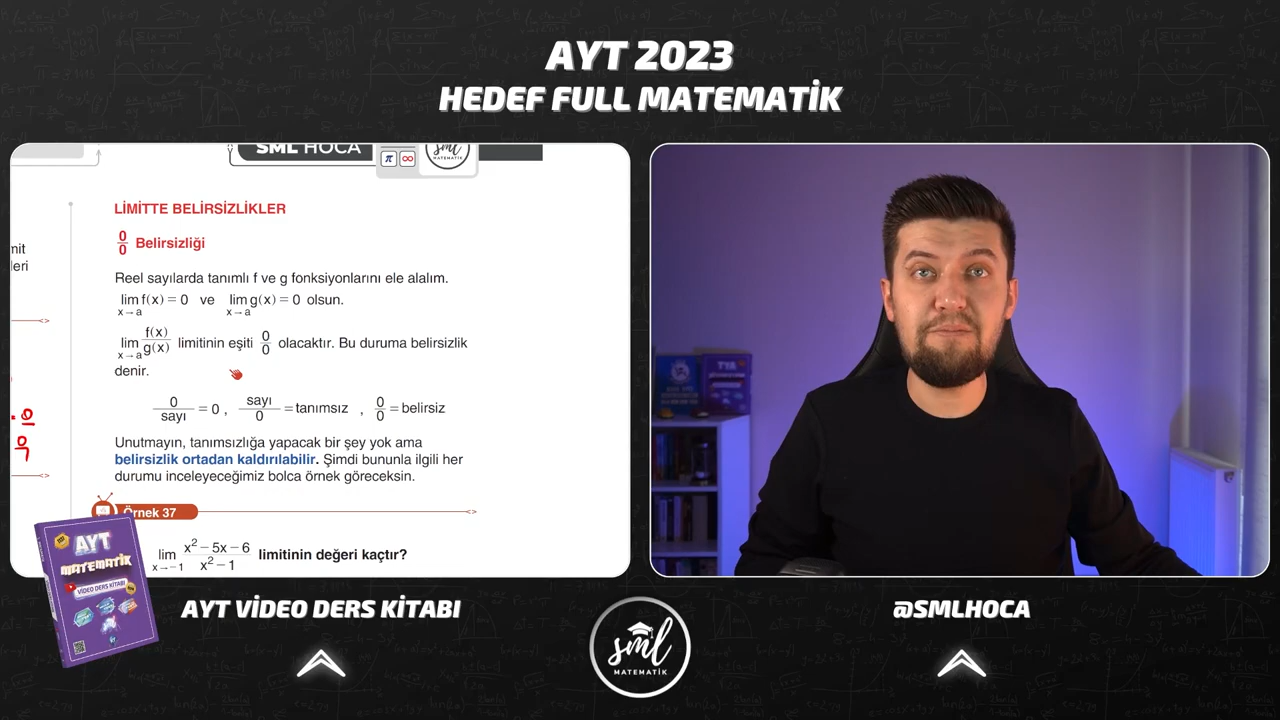 AYT 2023
HEDEF FULL MATEMATİK
SML HOCA
π ∞
sml
MATEMATİK
LİMİTTE BELİRSİZLİKLER
0/0 Belirsizliği
Reel sayılarda tanımlı f ve g fonksiyonlarını ele alalım.
lim x→a f(x) = 0 ve lim x→a g(x) = 0 olsun.
lim x→a f(x)/g(x) limitinin eşiti 0/0 olacaktır. Bu duruma belirsizlik
denir.
0/sayı = 0 , sayı/0 = tanımsız , 0/0 = belirsiz
Unutmayın, tanımsızlığa yapacak bir şey yok ama
belirsizlik ortadan kaldırılabilir. Şimdi bununla ilgili her
durumu inceleyeceğimiz bolca örnek göreceksin.
Örnek 37
lim x→-1 x² - 5x - 6 / x² - 1 limitinin değeri kaçtır?
AYT
MATEMATİK
VİDEO DERS KİTABI
AYT VİDEO DERS KİTABI
sml
MATEMATİK
@SMLHOCA